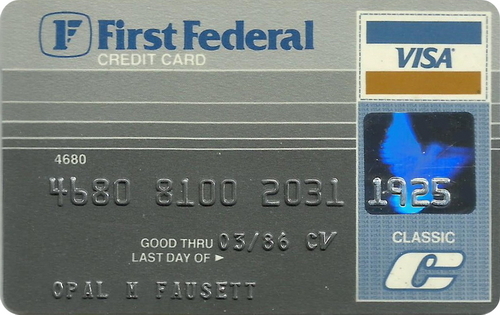 First Federal
CREDIT CARD
VISA
4680
4680 8100 2031 1925
GOOD THRU 03/86 CV
LAST DAY OF ►
CLASSIC
OPAL M FAUSETT